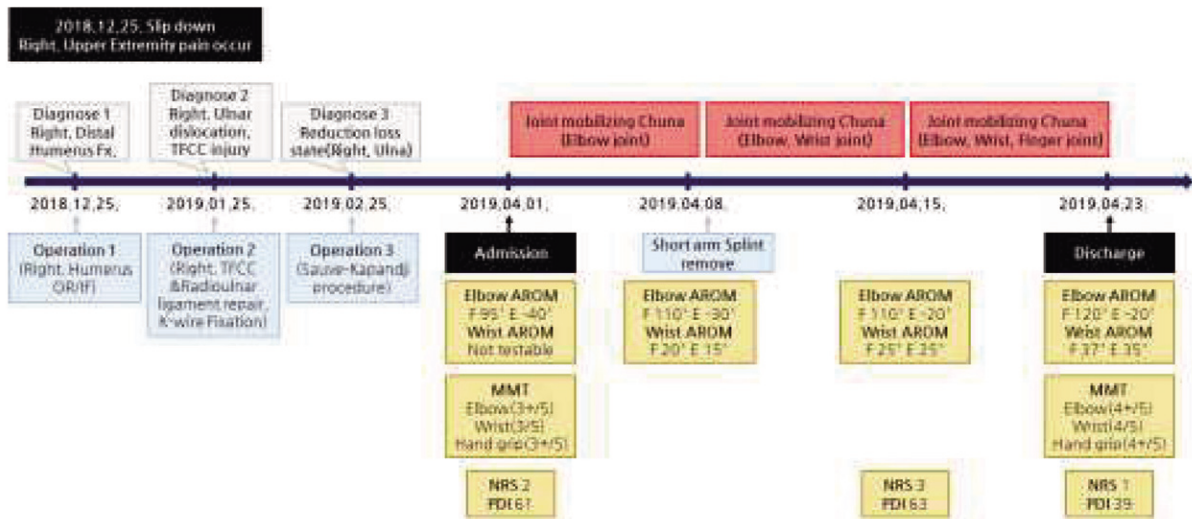 2018.12.25. Slip down
Right. Upper Extremity pain occur
Diagnose 1
Right. Distal
Humerus Fx.
Diagnose 2
Right. Ulnar
dislocation,
TFCC injury
Diagnose 3
Reduction loss
state(Right. Ulna)
Joint mobilizing Chuna
(Elbow joint)
Joint mobilizing Chuna
(Elbow, Wrist joint)
Joint mobilizing Chuna
(Elbow, Wrist, Finger joint)
2018.12.25.
2019.01.25.
2019.02.25.
2019.04.01.
2019.04.08.
2019.04.15.
2019.04.23.
Operation 1
(Right. Humerus
OR/IF)
Operation 2
(Right. TFCC
&Radioulnar
ligament repair,
K-wire Fixation)
Operation 3
(Sauve-Kapandji
procedure)
Admission
Short arm Splint
remove
Discharge
Elbow AROM
F 95° E -40°
Wrist AROM
Not testable
Elbow AROM
F 110° E -30°
Wrist AROM
F 20° E 15°
Elbow AROM
F 110° E -20°
Wrist AROM
F 25° E 25°
Elbow AROM
F 120° E -20°
Wrist AROM
F 37° E 35°
MMT
Elbow(3+/5)
Wrist(3/5)
Hand grip(3+/5)
MMT
Elbow(4+/5)
Wrist(4/5)
Hand grip(4+/5)
NRS 2
PDI 61
NRS 3
PDI 63
NRS 1
PDI 39